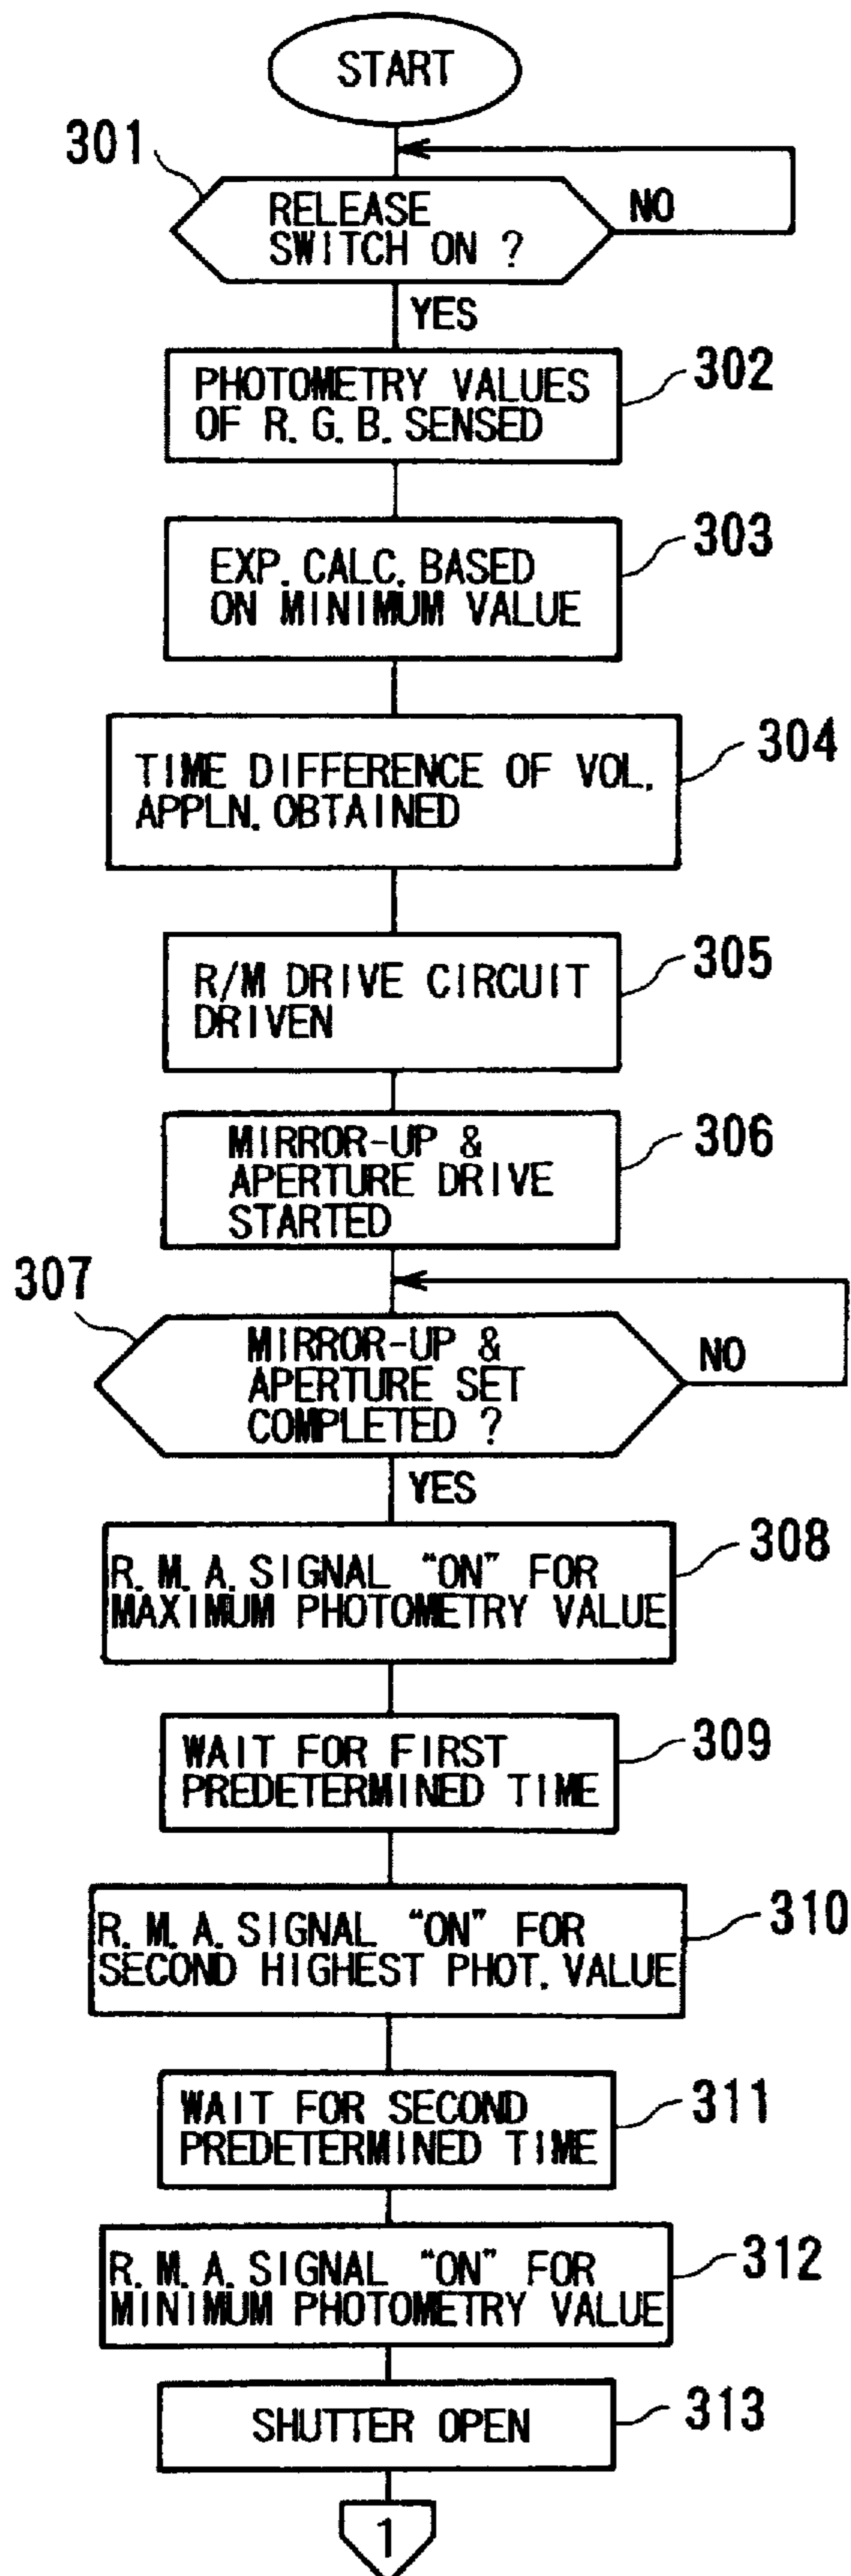 START
301
RELEASE
SWITCH ON ?
NO
YES
PHOTOMETRY VALUES
OF R.G.B.SENSED
302
EXP.CALC.BASED
ON MINIMUM VALUE
303
TIME DIFFERENCE OF VOL.
APPLN.OBTAINED
304
R/M DRIVE CIRCUIT
DRIVEN
305
MIRROR-UP &
APERTURE DRIVE
STARTED
306
307
MIRROR-UP &
APERTURE SET
COMPLETED ?
NO
YES
R.M.A.SIGNAL "ON" FOR
MAXIMUM PHOTOMETRY VALUE
308
WAIT FOR FIRST
PREDETERMINED TIME
309
R.M.A.SIGNAL "ON" FOR
SECOND HIGHEST PHOT.VALUE
310
WAIT FOR SECOND
PREDETERMINED TIME
311
R.M.A.SIGNAL "ON" FOR
MINIMUM PHOTOMETRY VALUE
312
SHUTTER OPEN
313
1